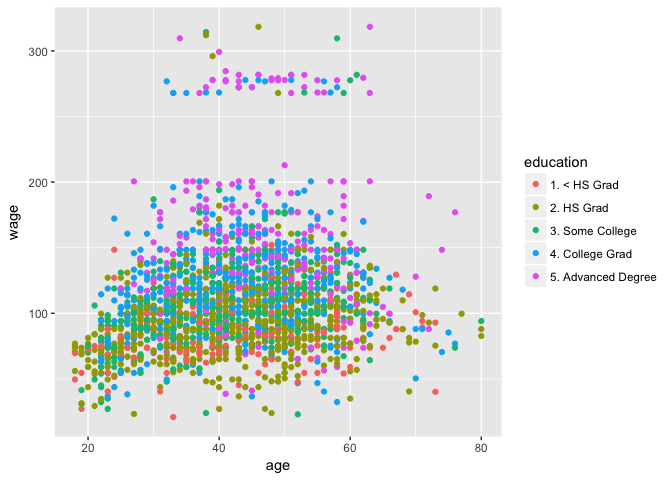 300
200
100
wage
20
40
60
80
age
education
1. < HS Grad
2. HS Grad
3. Some College
4. College Grad
5. Advanced Degree